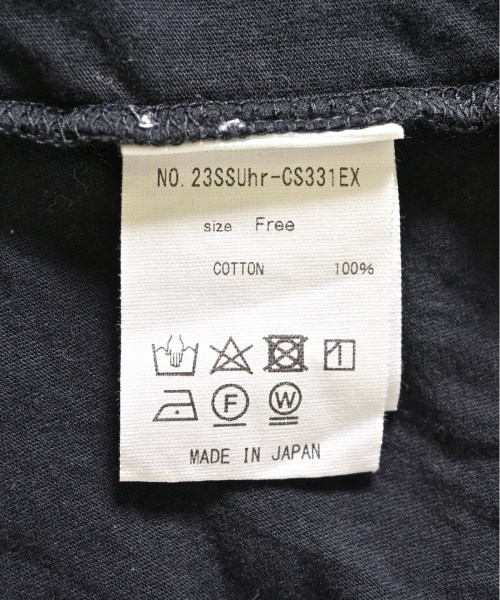 NO. 23SSUhr-CS331EX
size Free
COTTON 100%
F W
MADE IN JAPAN